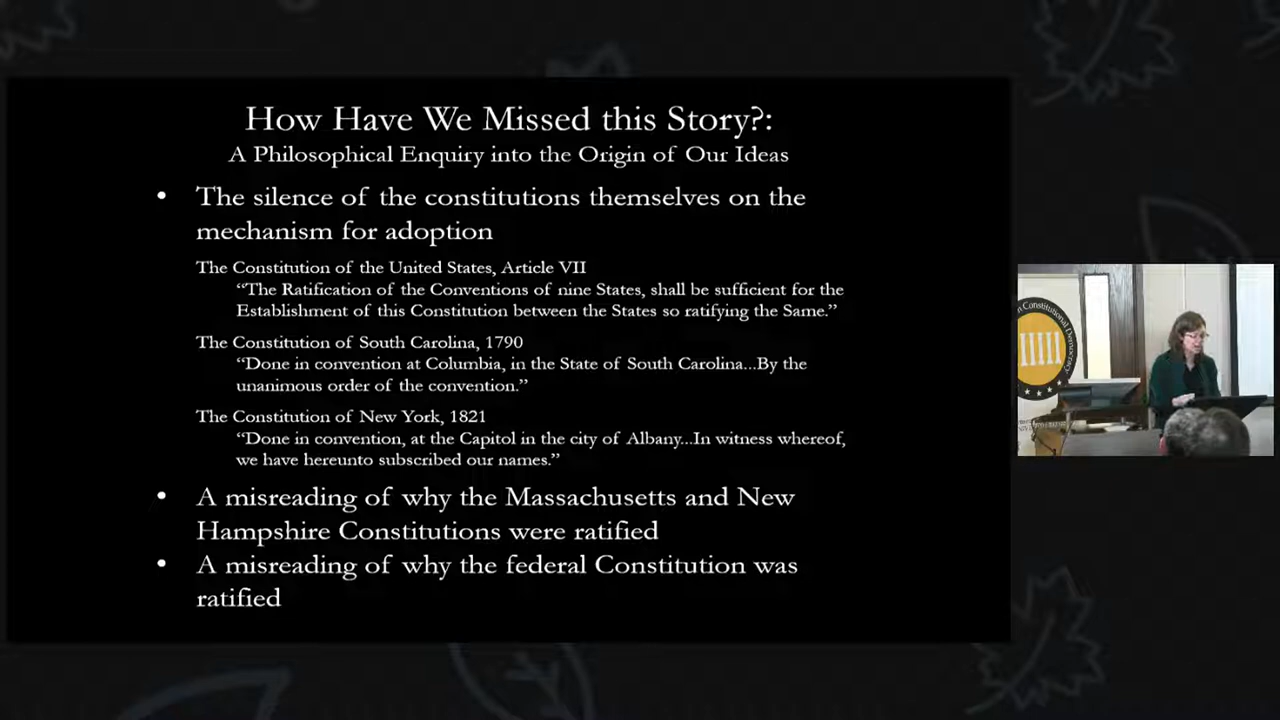 How Have We Missed this Story?:
A Philosophical Enquiry into the Origin of Our Ideas
• The silence of the constitutions themselves on the
mechanism for adoption
The Constitution of the United States, Article VII
“The Ratification of the Conventions of nine States, shall be sufficient for the
Establishment of this Constitution between the States so ratifying the Same.”
The Constitution of South Carolina, 1790
“Done in convention at Columbia, in the State of South Carolina...By the
unanimous order of the convention.”
The Constitution of New York, 1821
“Done in convention, at the Capitol in the city of Albany...In witness whereof,
we have hereunto subscribed our names.”
• A misreading of why the Massachusetts and New
Hampshire Constitutions were ratified
• A misreading of why the federal Constitution was
ratified
Constitutional Democracy